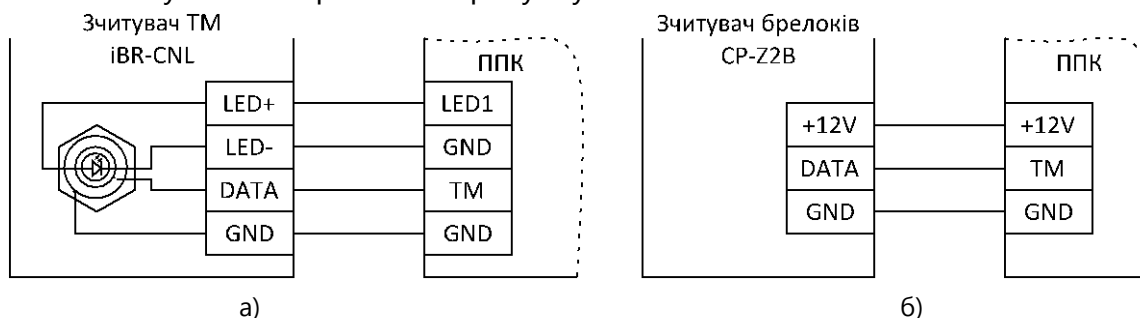 Зчитувач ТМ
iBR-CNL
ППК
LED+
LED1
LED-
GND
DATA
TM
GND
GND
а)
Зчитувач брелоків
CP-Z2B
ППК
+12V
+12V
DATA
TM
GND
GND
б)